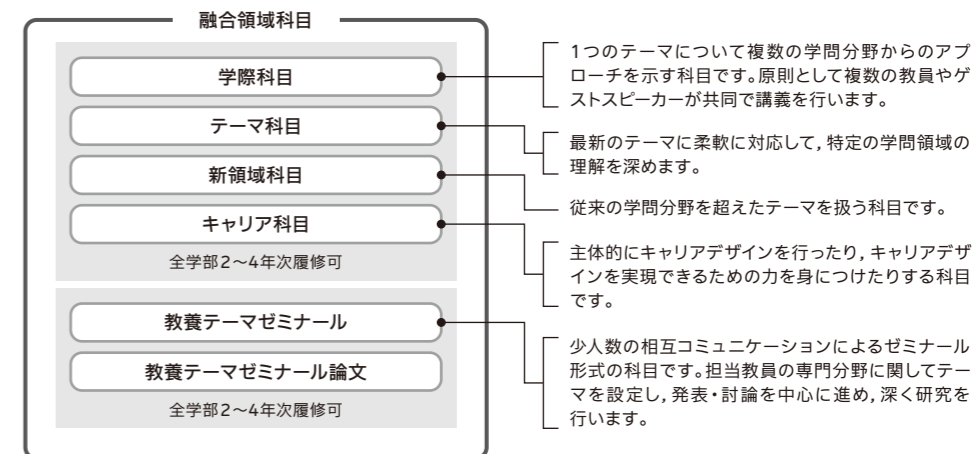 融合領域科目
学際科目
テーマ科目
新領域科目
キャリア科目
全学部2～4年次履修可
教養テーマゼミナール
教養テーマゼミナール論文
全学部2～4年次履修可
1つのテーマについて複数の学問分野からのアプ
ローチを示す科目です。原則として複数の教員やゲ
ストスピーカーが共同で講義を行います。
最新のテーマに柔軟に対応して，特定の学問領域の
理解を深めます。
従来の学問分野を超えたテーマを扱う科目です。
主体的にキャリアデザインを行ったり，キャリアデザ
インを実現できるための力を身につけたりする科目
です。
少人数の相互コミュニケーションによるゼミナール
形式の科目です。担当教員の専門分野に関してテー
マを設定し，発表・討論を中心に進め，深く研究を
行います。